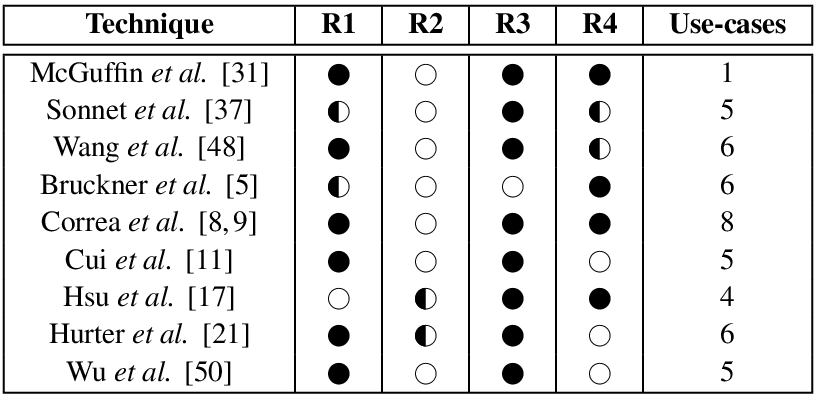 Technique R1 R2 R3 R4 Use-cases
McGuffin et al. [31] ● ○ ● ● 1
Sonnet et al. [37] ◐ ○ ● ◐ 5
Wang et al. [48] ● ○ ● ◐ 6
Bruckner et al. [5] ◐ ○ ○ ● 6
Correa et al. [8,9] ● ○ ● ● 8
Cui et al. [11] ● ○ ● ○ 5
Hsu et al. [17] ○ ◐ ● ● 4
Hurter et al. [21] ● ◐ ● ○ 6
Wu et al. [50] ● ○ ● ○ 5